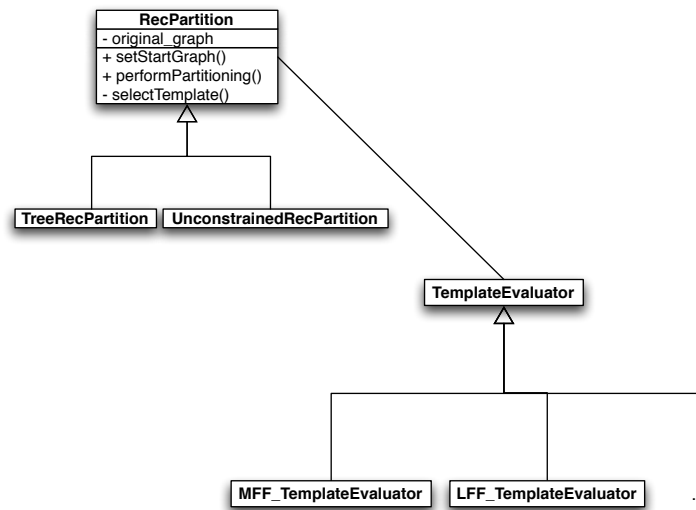 RecPartition
- original_graph
+ setStartGraph()
+ performPartitioning()
- selectTemplate()
TreeRecPartition
UnconstrainedRecPartition
TemplateEvaluator
MFF_TemplateEvaluator
LFF_TemplateEvaluator
.